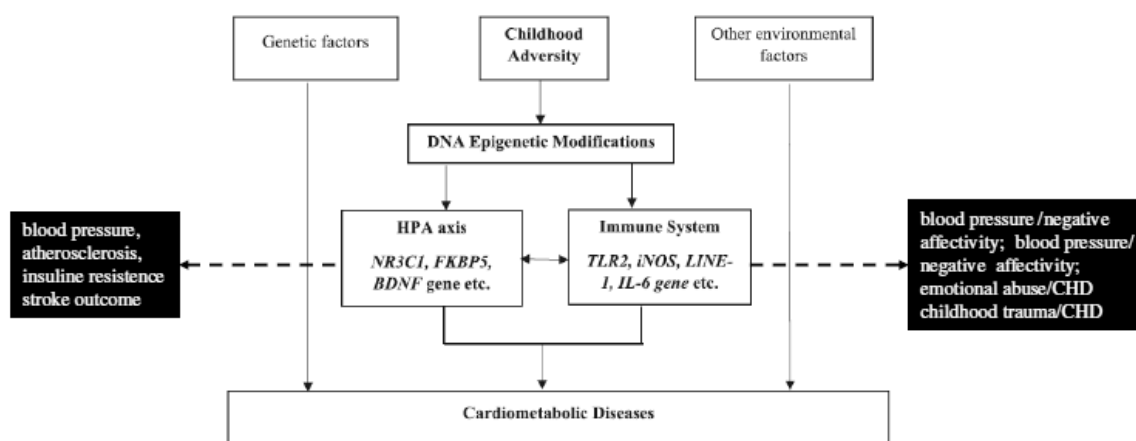 Genetic factors
Childhood
Adversity
Other environmental
factors
DNA Epigenetic Modifications
HPA axis
NR3C1, FKBP5,
BDNF gene etc.
Immune System
TLR2, iNOS, LINE-
1, IL-6 gene etc.
blood pressure,
atherosclerosis,
insuline resistence
stroke outcome
blood pressure/negative
affectivity; blood pressure/
negative affectivity;
emotional abuse/CHD
childhood trauma/CHD
Cardiometabolic Diseases